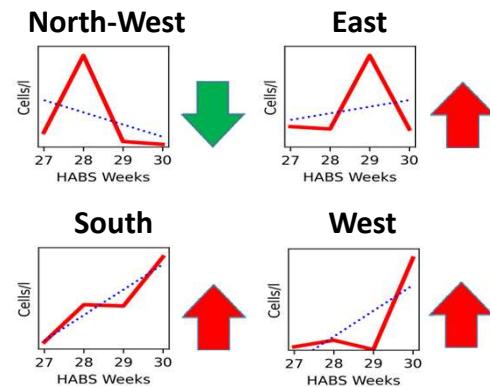 North-West
Cells/l
27 28 29 30
HABS Weeks
East
Cells/l
27 28 29 30
HABS Weeks
South
Cells/l
27 28 29 30
HABS Weeks
West
Cells/l
27 28 29 30
HABS Weeks